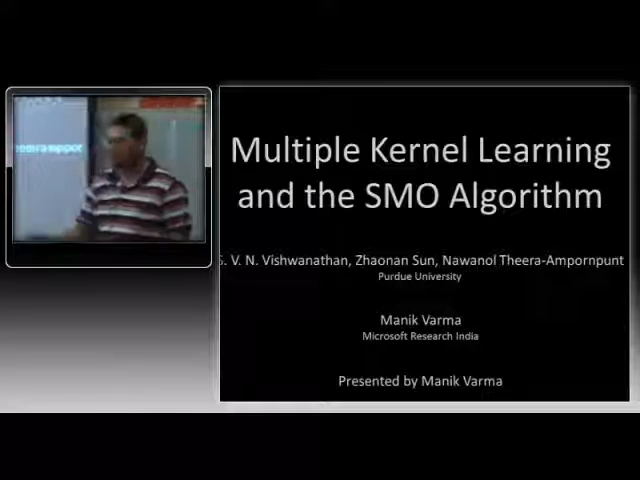 Multiple Kernel Learning
and the SMO Algorithm
S. V. N. Vishwanathan, Zhaonan Sun, Nawanol Theera-Ampornpunt
Purdue University
Manik Varma
Microsoft Research India
Presented by Manik Varma